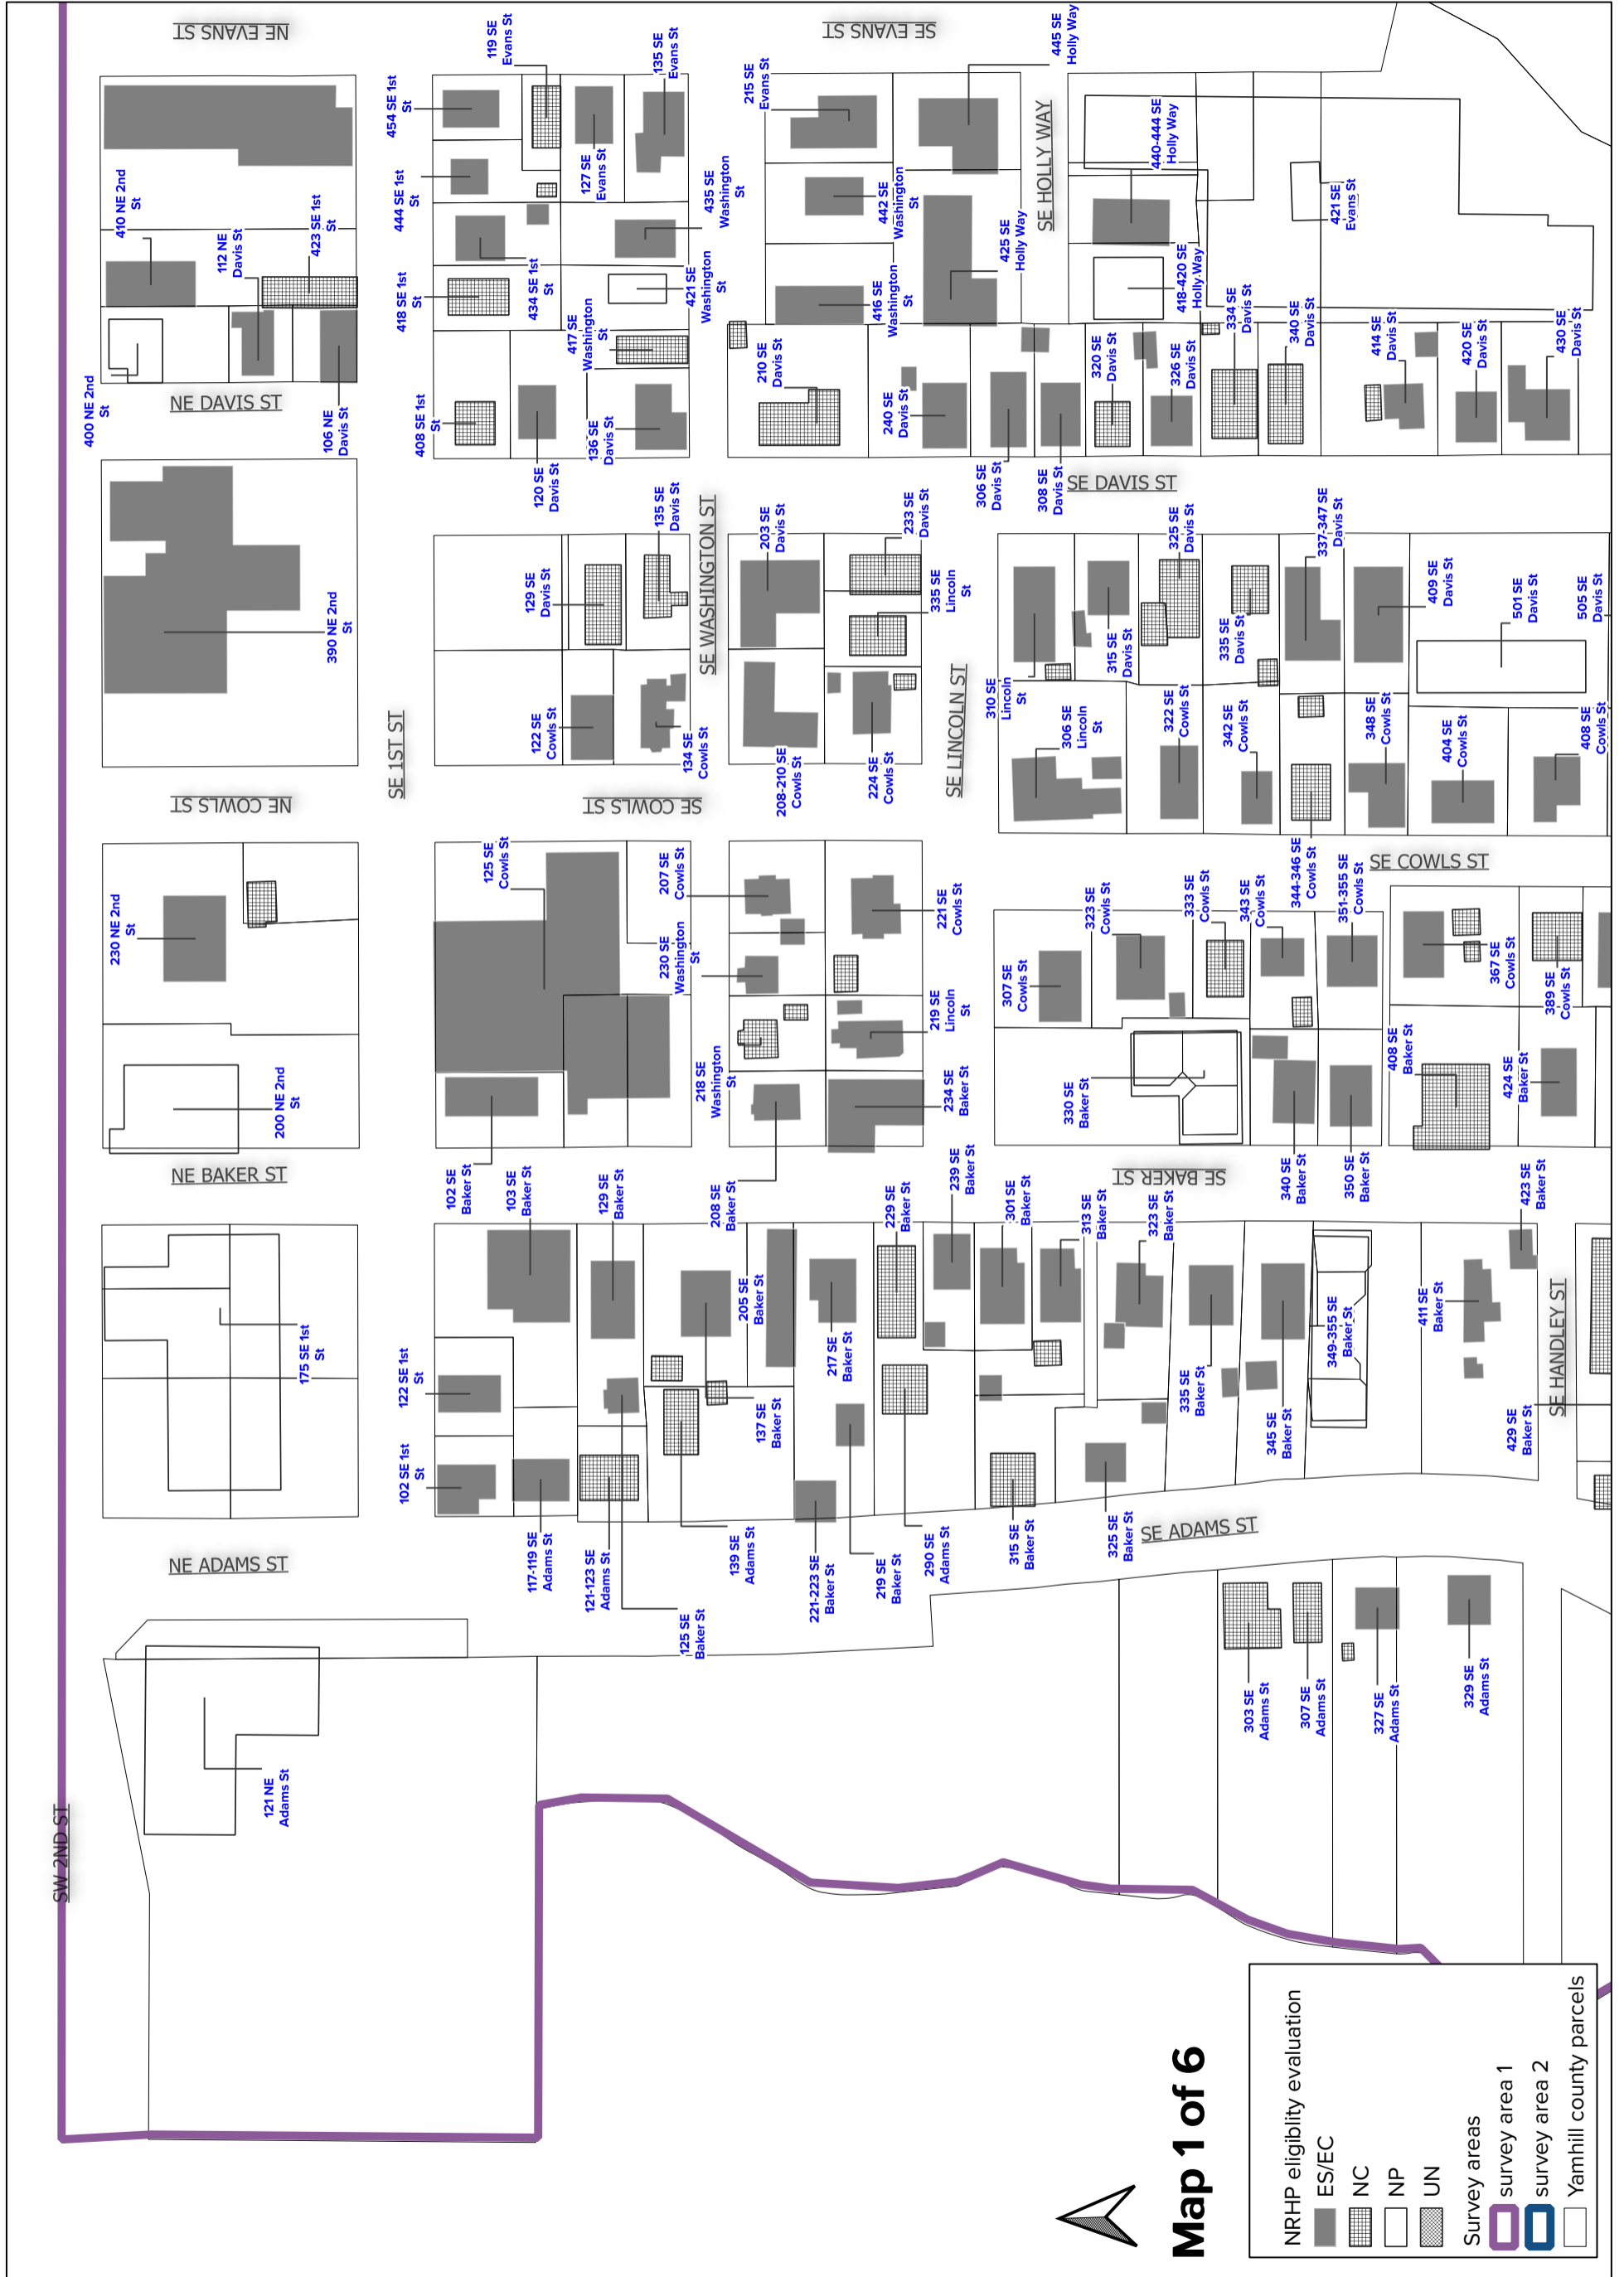 NE EVANS ST
SE EVANS ST
119 SE
Evans St
445 SE
Holly Way
454 SE 1st
St
135 SE
Evans St
215 SE
Evans St
SE HOLLY WAY
440-444 SE
Holly Way
410 NE 2nd
St
112 NE
Davis St
423 SE 1st
St
444 SE 1st
St
127 SE
Evans St
435 SE
Washington
St
442 SE
Washington
St
425 SE
Holly Way
421 SE
Evans St
418 SE 1st
St
434 SE 1st
St
417 SE
Washington
St
421 SE
Washington
St
416 SE
Washington
St
418-420 SE
Holly Way
400 NE 2nd
St
NE DAVIS ST
106 NE
Davis St
408 SE 1st
St
120 SE
Davis St
136 SE
Davis St
210 SE
Davis St
240 SE
Davis St
306 SE
Davis St
308 SE
Davis St
320 SE
Davis St
326 SE
Davis St
334 SE
Davis St
340 SE
Davis St
414 SE
Davis St
420 SE
Davis St
430 SE
Davis St
SE DAVIS ST
390 NE 2nd
St
129 SE
Davis St
135 SE
Davis St
SE WASHINGTON ST
203 SE
Davis St
233 SE
Davis St
335 SE
Lincoln
St
325 SE
Davis St
315 SE
Davis St
335 SE
Davis St
337-347 SE
Davis St
409 SE
Davis St
501 SE
Davis St
505 SE
Davis St
SE 1ST ST
122 SE
Cowls St
134 SE
Cowls St
208-210 SE
Cowls St
224 SE
Cowls St
SE LINCOLN ST
310 SE
Lincoln
St
306 SE
Lincoln
St
322 SE
Cowls St
342 SE
Cowls St
348 SE
Cowls St
404 SE
Cowls St
408 SE
Cowls St
NE COWLS ST
SE COWLS ST
SE COWLS ST
230 NE 2nd
St
125 SE
Cowls St
207 SE
Cowls St
230 SE
Washington
St
221 SE
Cowls St
219 SE
Lincoln
St
307 SE
Cowls St
323 SE
Cowls St
333 SE
Cowls St
343 SE
Cowls St
344-346 SE
Cowls St
351-355 SE
Cowls St
367 SE
Cowls St
389 SE
Cowls St
200 NE 2nd
St
218 SE
Washington
St
234 SE
Baker St
330 SE
Baker St
408 SE
Baker St
424 SE
Baker St
NE BAKER ST
102 SE
Baker St
103 SE
Baker St
129 SE
Baker St
208 SE
Baker St
229 SE
Baker St
239 SE
Baker St
301 SE
Baker St
SE BAKER ST
313 SE
Baker St
323 SE
Baker St
340 SE
Baker St
350 SE
Baker St
423 SE
Baker St
175 SE 1st
St
122 SE 1st
St
205 SE
Baker St
217 SE
Baker St
137 SE
Baker St
335 SE
Baker St
345 SE
Baker St
349-355 SE
Baker St
411 SE
Baker St
429 SE
Baker St
SE HANDLEY ST
102 SE 1st
St
NE ADAMS ST
117-119 SE
Adams St
121-123 SE
Adams St
125 SE
Baker St
139 SE
Adams St
221-223 SE
Baker St
219 SE
Baker St
290 SE
Adams St
315 SE
Baker St
325 SE
Baker St
SE ADAMS ST
303 SE
Adams St
307 SE
Adams St
327 SE
Adams St
329 SE
Adams St
121 NE
Adams St
SW 2ND ST
Map 1 of 6
NRHP eligiblity evaluation
ES/EC
NC
NP
UN
Survey areas
survey area 1
survey area 2
Yamhill county parcels